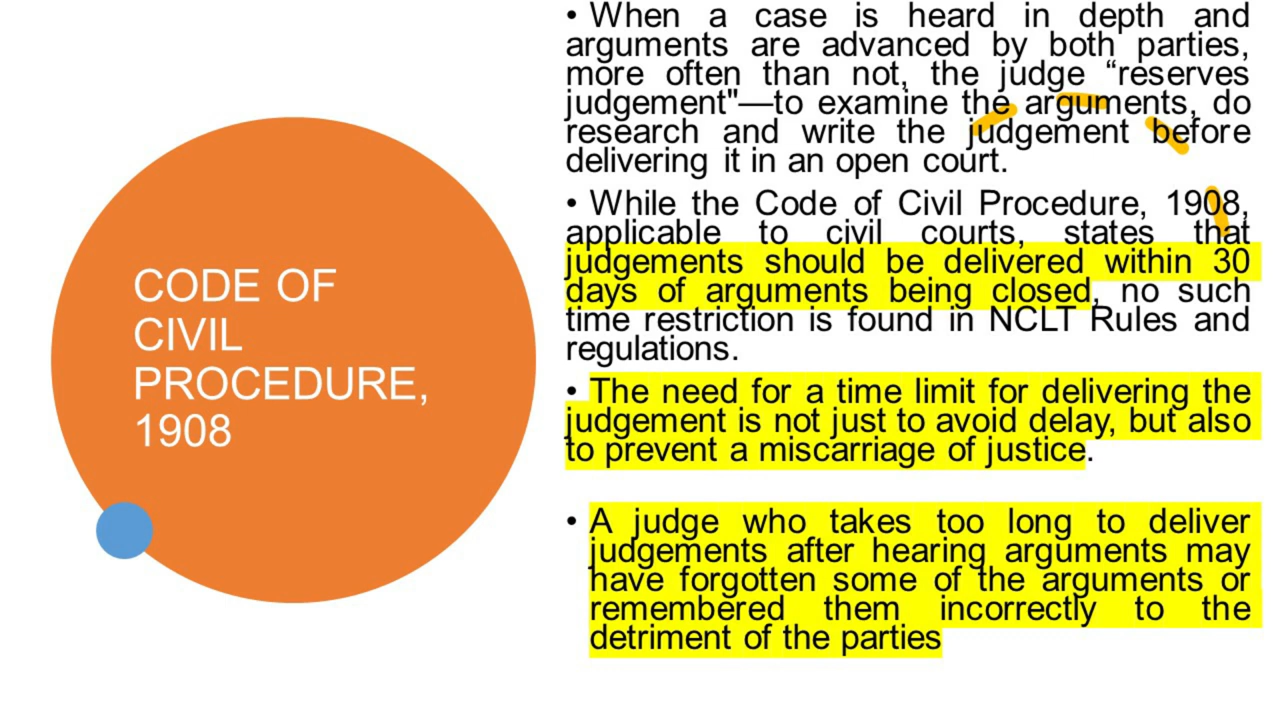 CODE OF
CIVIL
PROCEDURE,
1908
• When a case is heard in depth and
arguments are advanced by both parties,
more often than not, the judge “reserves
judgement"—to examine the arguments, do
research and write the judgement before
delivering it in an open court.
• While the Code of Civil Procedure, 1908,
applicable to civil courts, states that
judgements should be delivered within 30
days of arguments being closed, no such
time restriction is found in NCLT Rules and
regulations.
• The need for a time limit for delivering the
judgement is not just to avoid delay, but also
to prevent a miscarriage of justice.
• A judge who takes too long to deliver
judgements after hearing arguments may
have forgotten some of the arguments or
remembered them incorrectly to the
detriment of the parties